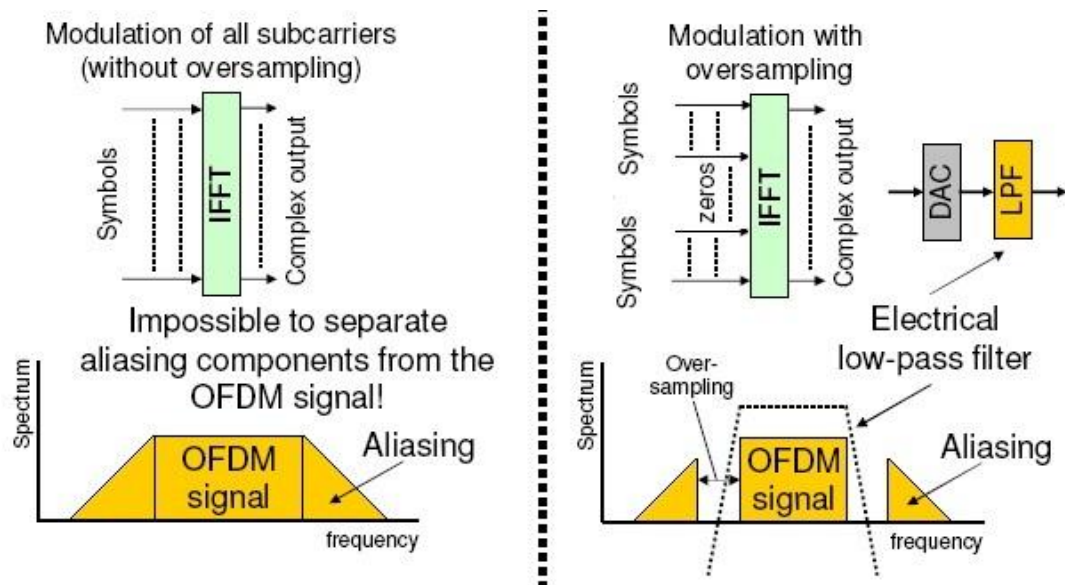 Modulation of all subcarriers
(without oversampling)
Symbols
IFFT
Complex output
Impossible to separate
aliasing components from the
OFDM signal!
Spectrum
Aliasing
OFDM
signal
frequency
Modulation with
oversampling
Symbols
zeros
Symbols
IFFT
Complex output
DAC
LPF
Electrical
low-pass filter
Over-
sampling
Spectrum
OFDM
signal
Aliasing
frequency